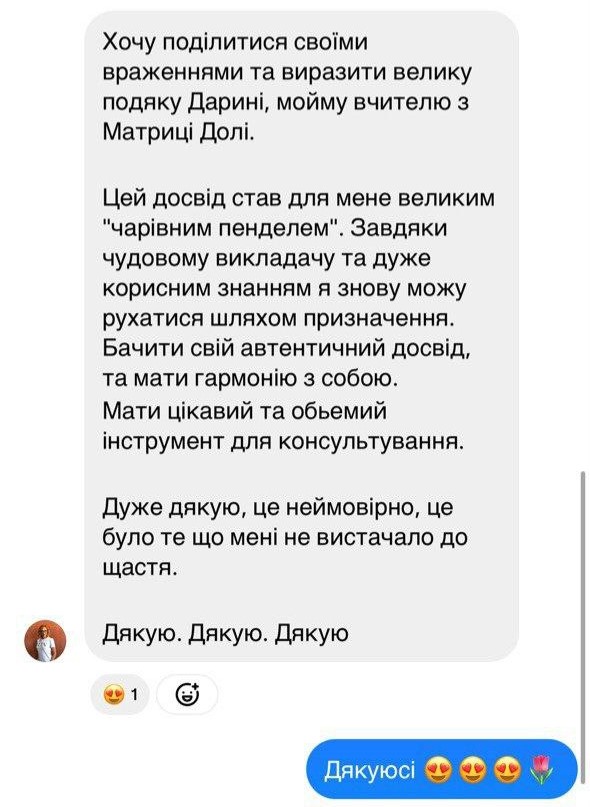 Хочу поділитися своїми
враженнями та виразити велику
подяку Дарині, мойму вчителю з
Матриці Долі.
Цей досвід став для мене великим
"чарівним пенделем". Завдяки
чудовому викладачу та дуже
корисним знанням я знову можу
рухатися шляхом призначення.
Бачити свій автентичний досвід,
та мати гармонію з собою.
Мати цікавий та обьемий
інструмент для консультування.
Дуже дякую, це неймовірно, це
було те що мені не вистачало до
щастя.
Дякую. Дякую. Дякую
😍 1
Дякуюсі 😍 😍 😍 🌷